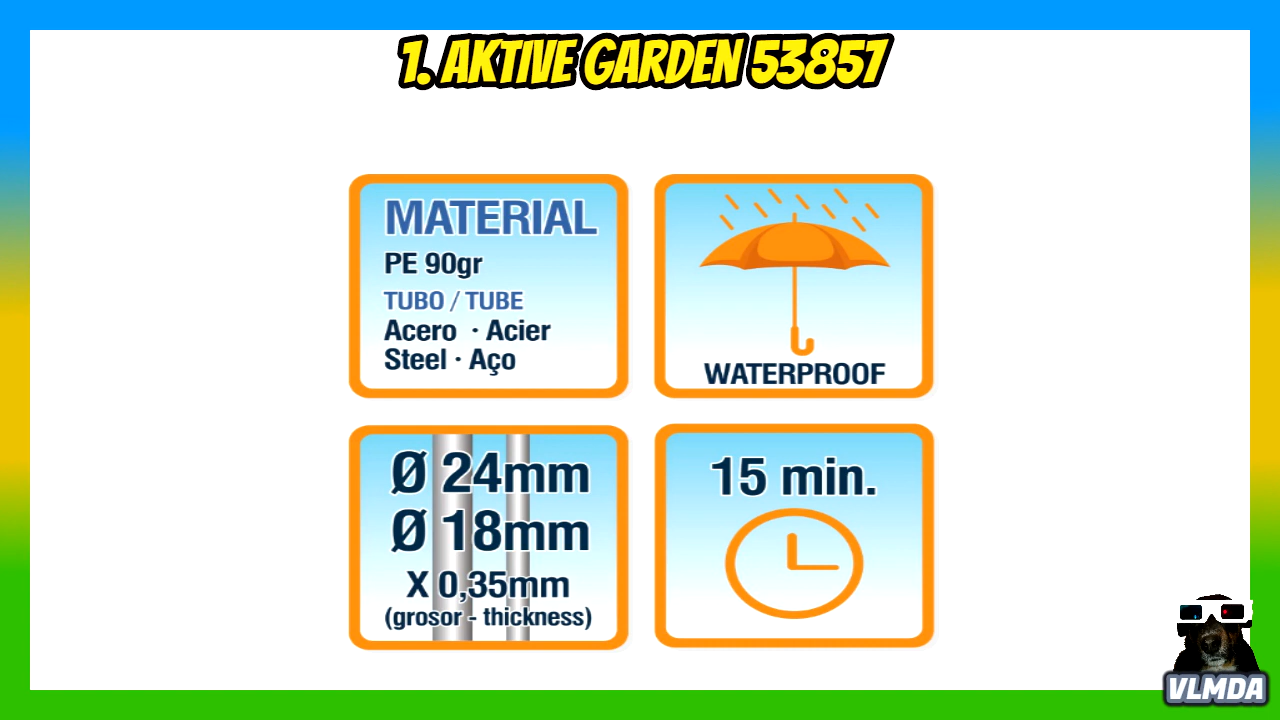 1. AKTIVE GARDEN 53857
MATERIAL
PE 90gr
TUBO / TUBE
Acero · Acier
Steel · Aço
WATERPROOF
Ø 24mm
Ø 18mm
X 0,35mm
(grosor - thickness)
15 min.
VLMDA